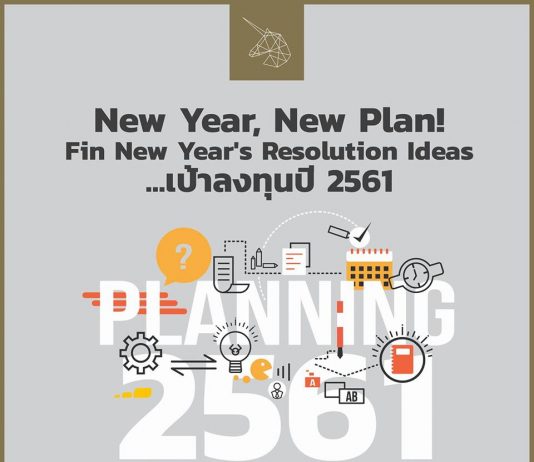 New Year, New Plan!
Fin New Year's Resolution Ideas
...เป้าลงทุนปี 2561
?
PLANNING
A
AB
2561